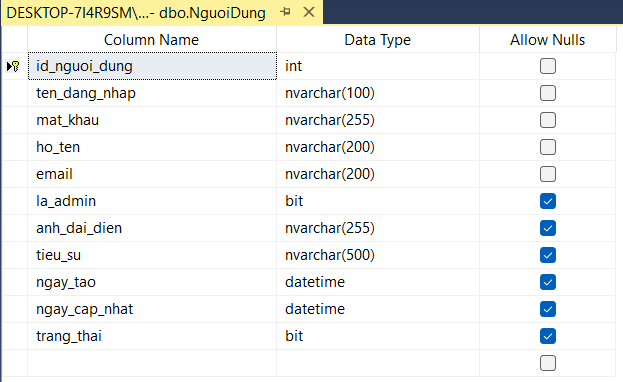 DESKTOP-7I4R9SM\...- dbo.NguoiDung
Column Name Data Type Allow Nulls
id_nguoi_dung int
ten_dang_nhap nvarchar(100)
mat_khau nvarchar(255)
ho_ten nvarchar(200)
email nvarchar(200)
la_admin bit
anh_dai_dien nvarchar(255)
tieu_su nvarchar(500)
ngay_tao datetime
ngay_cap_nhat datetime
trang_thai bit